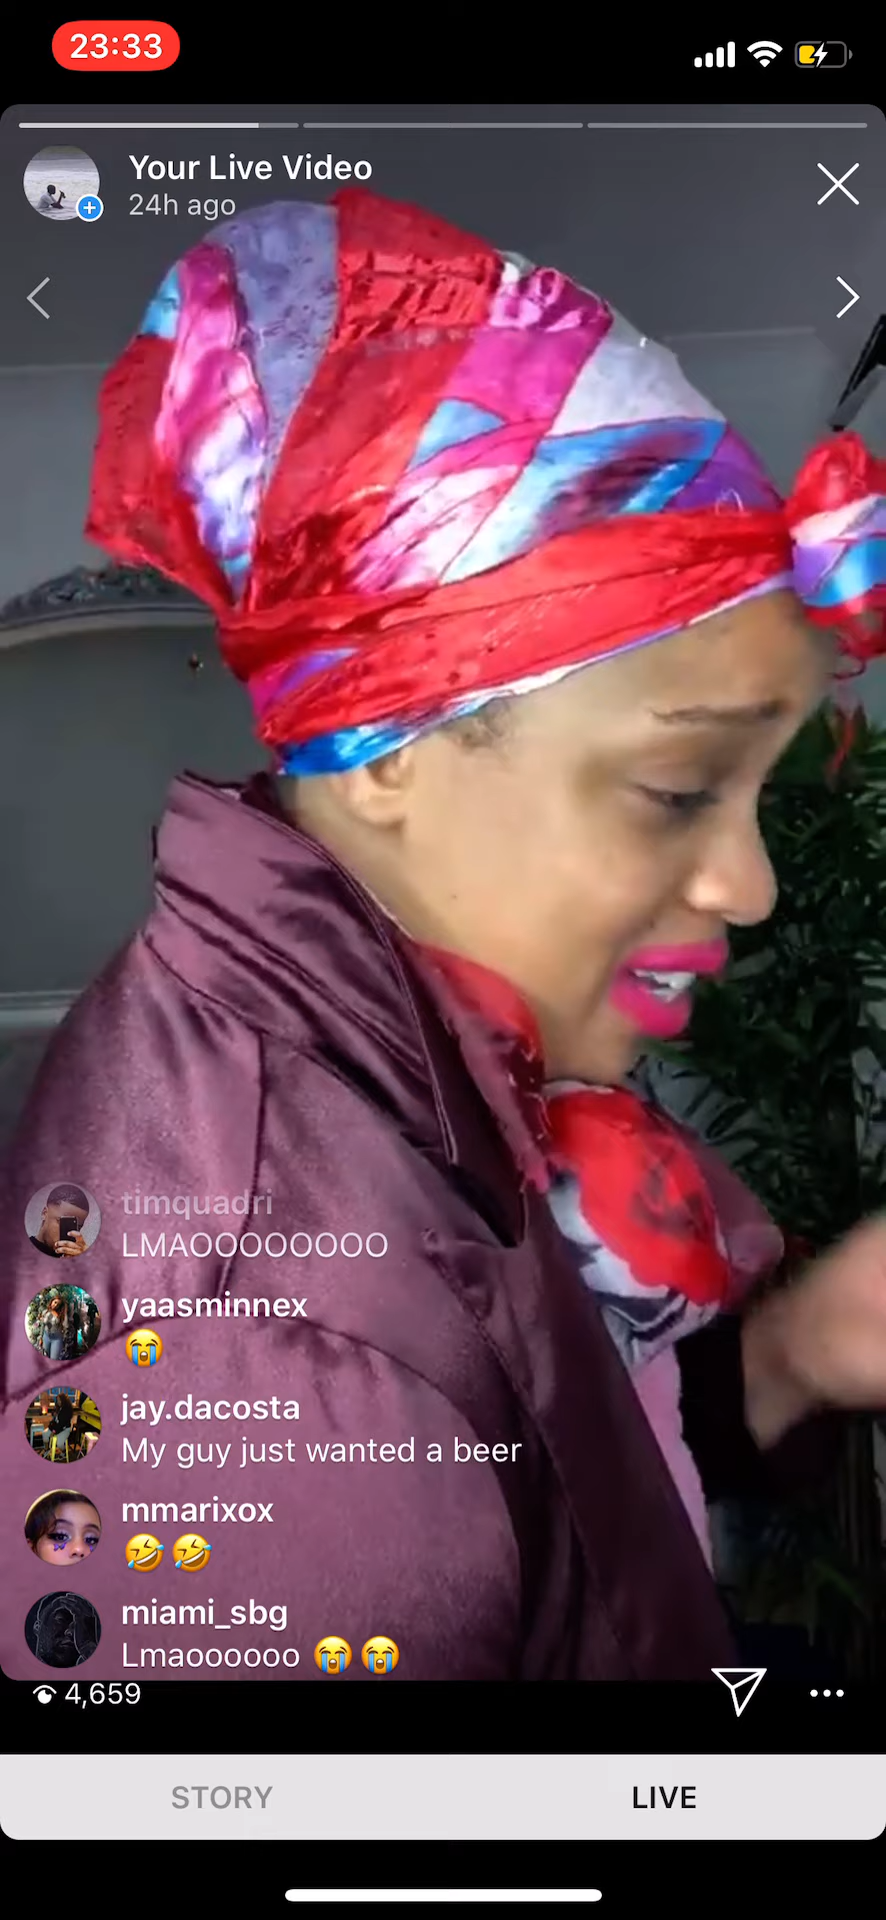 23:33
Your Live Video
24h ago
timquadri
LMAOOOOOOOO
yaasminnex
😭
jay.dacosta
My guy just wanted a beer
mmarixox
🤣🤣
miami_sbg
Lmaoooooo 😭😭
4,659
STORY
LIVE